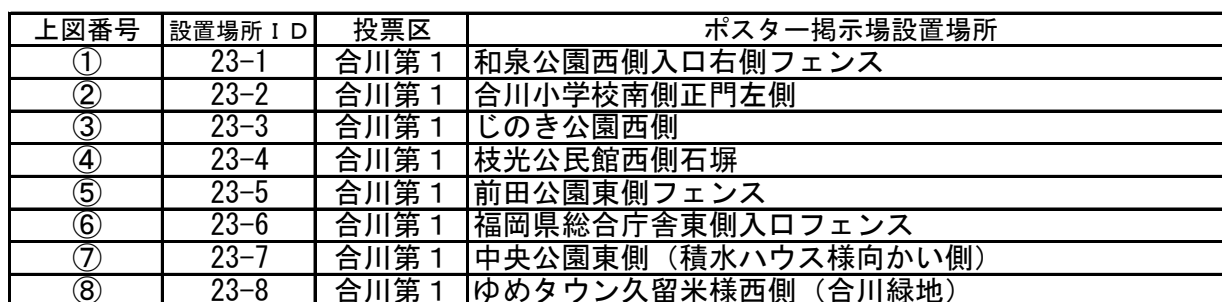 上図番号 設置場所ＩＤ 投票区 ポスター掲示場設置場所
① 23-1 合川第１ 和泉公園西側入口右側フェンス
② 23-2 合川第１ 合川小学校南側正門左側
③ 23-3 合川第１ じのき公園西側
④ 23-4 合川第１ 枝光公民館西側石塀
⑤ 23-5 合川第１ 前田公園東側フェンス
⑥ 23-6 合川第１ 福岡県総合庁舎東側入口フェンス
⑦ 23-7 合川第１ 中央公園東側（積水ハウス様向かい側）
⑧ 23-8 合川第１ ゆめタウン久留米様西側（合川緑地）